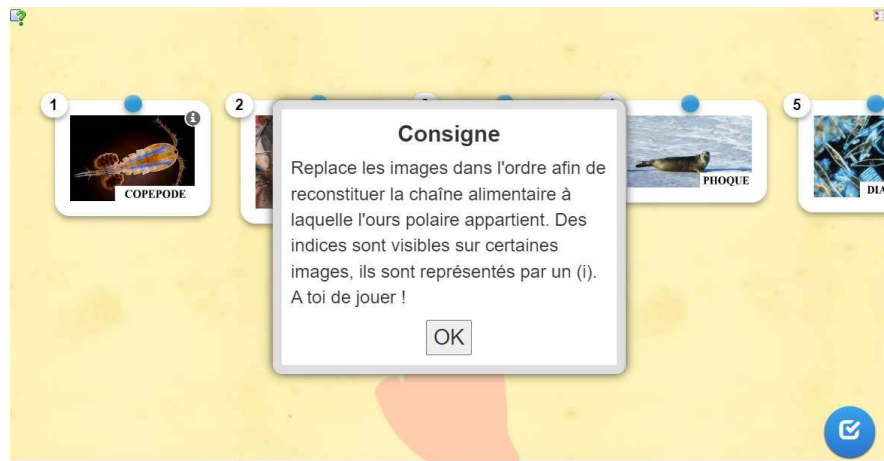 1
2
5
COPEPODE
PHOQUE
Consigne
Replace les images dans l'ordre afin de
reconstituer la chaîne alimentaire à
laquelle l'ours polaire appartient. Des
indices sont visibles sur certaines
images, ils sont représentés par un (i).
A toi de jouer !
OK